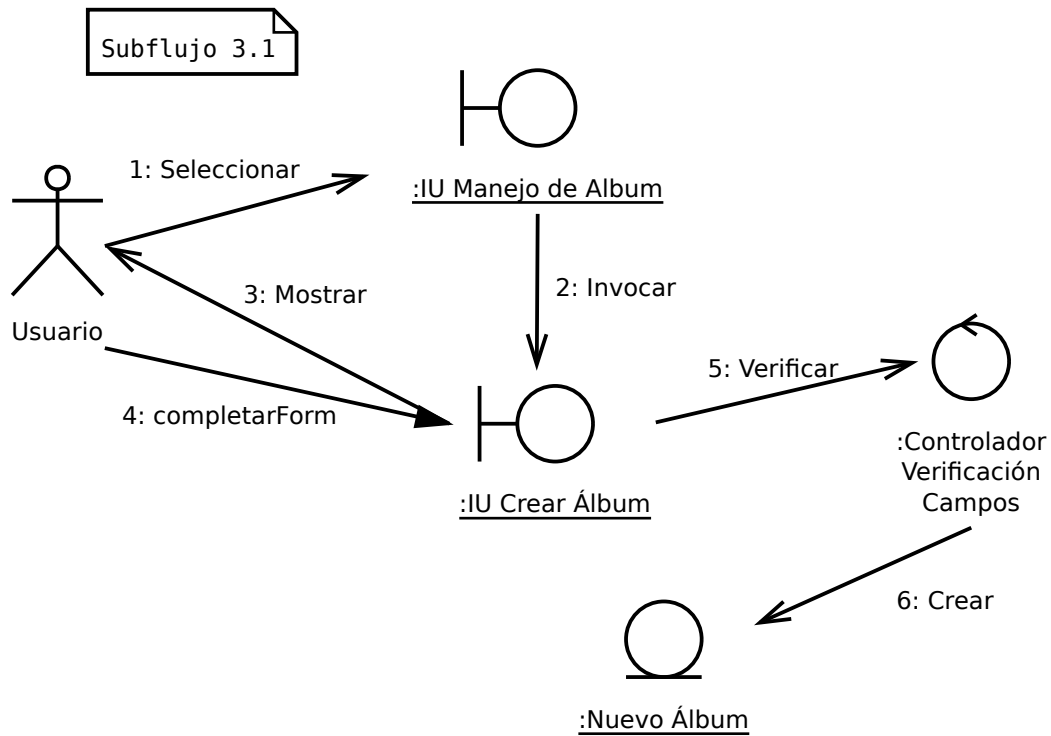 Subflujo 3.1
1: Seleccionar
:IU Manejo de Album
3: Mostrar
2: Invocar
Usuario
5: Verificar
4: completarForm
:Controlador
Verificación
Campos
:IU Crear Álbum
6: Crear
:Nuevo Álbum